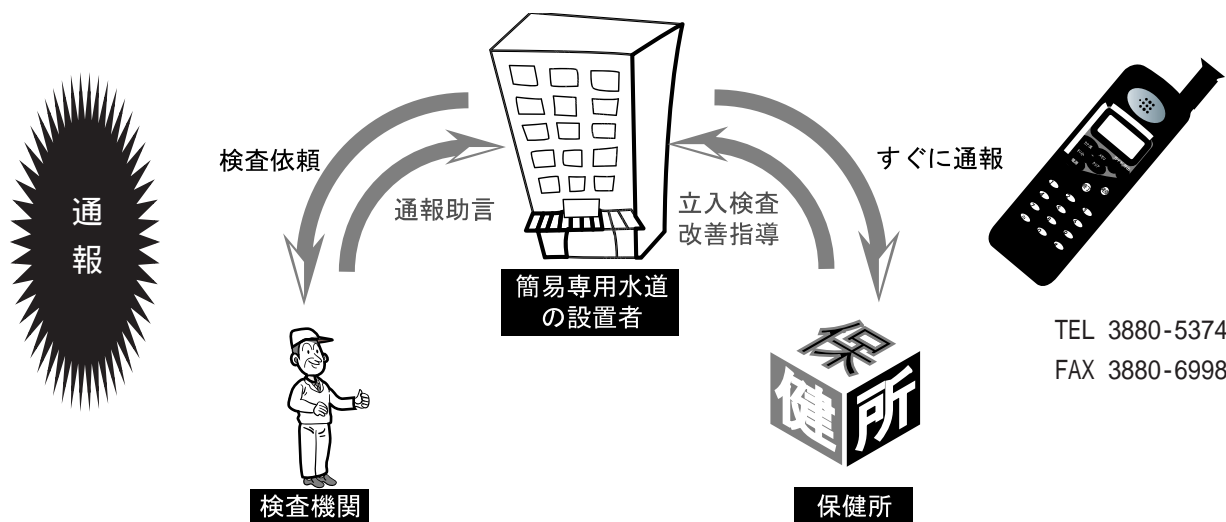 通
報
検査依頼
通報助言
立入検査
改善指導
すぐに通報
簡易専用水道
の設置者
TEL 3880-5374
FAX 3880-6998
保
健
所
検査機関
保健所